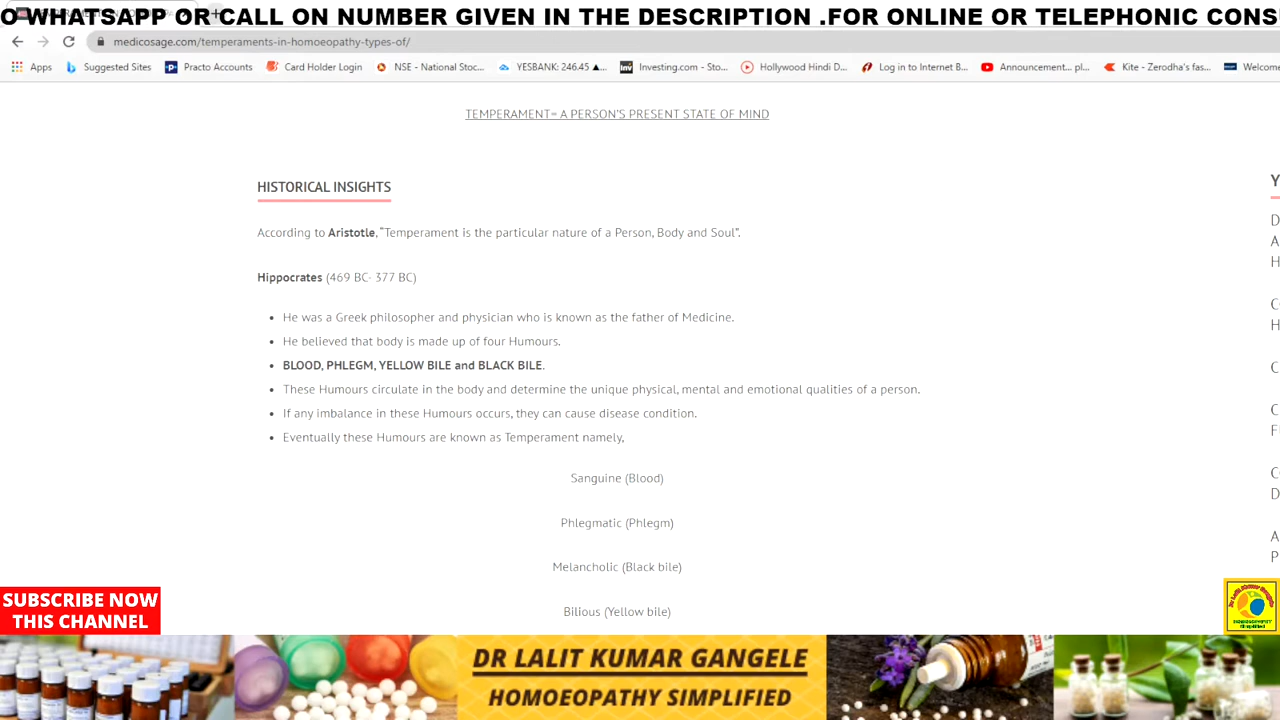 O WHATSAPP OR CALL ON NUMBER GIVEN IN THE DESCRIPTION .FOR ONLINE OR TELEPHONIC CONS
medicosage.com/temperaments-in-homoeopathy-types-of/
Apps Suggested Sites Practo Accounts Card Holder Login NSE - National Stoc... YESBANK: 246.45 ▲... Investing.com - Sto... Hollywood Hindi D... Log in to Internet B... Announcement... pl... Kite - Zerodha's fas... Welcome
TEMPERAMENT= A PERSON'S PRESENT STATE OF MIND
HISTORICAL INSIGHTS
According to Aristotle, "Temperament is the particular nature of a Person, Body and Soul".
Hippocrates (469 BC- 377 BC)
• He was a Greek philosopher and physician who is known as the father of Medicine.
• He believed that body is made up of four Humours.
• BLOOD, PHLEGM, YELLOW BILE and BLACK BILE.
• These Humours circulate in the body and determine the unique physical, mental and emotional qualities of a person.
• If any imbalance in these Humours occurs, they can cause disease condition.
• Eventually these Humours are known as Temperament namely,
Sanguine (Blood)
Phlegmatic (Phlegm)
Melancholic (Black bile)
Bilious (Yellow bile)
SUBSCRIBE NOW
THIS CHANNEL
DR LALIT KUMAR GANGELE
HOMOEOPATHY SIMPLIFIED